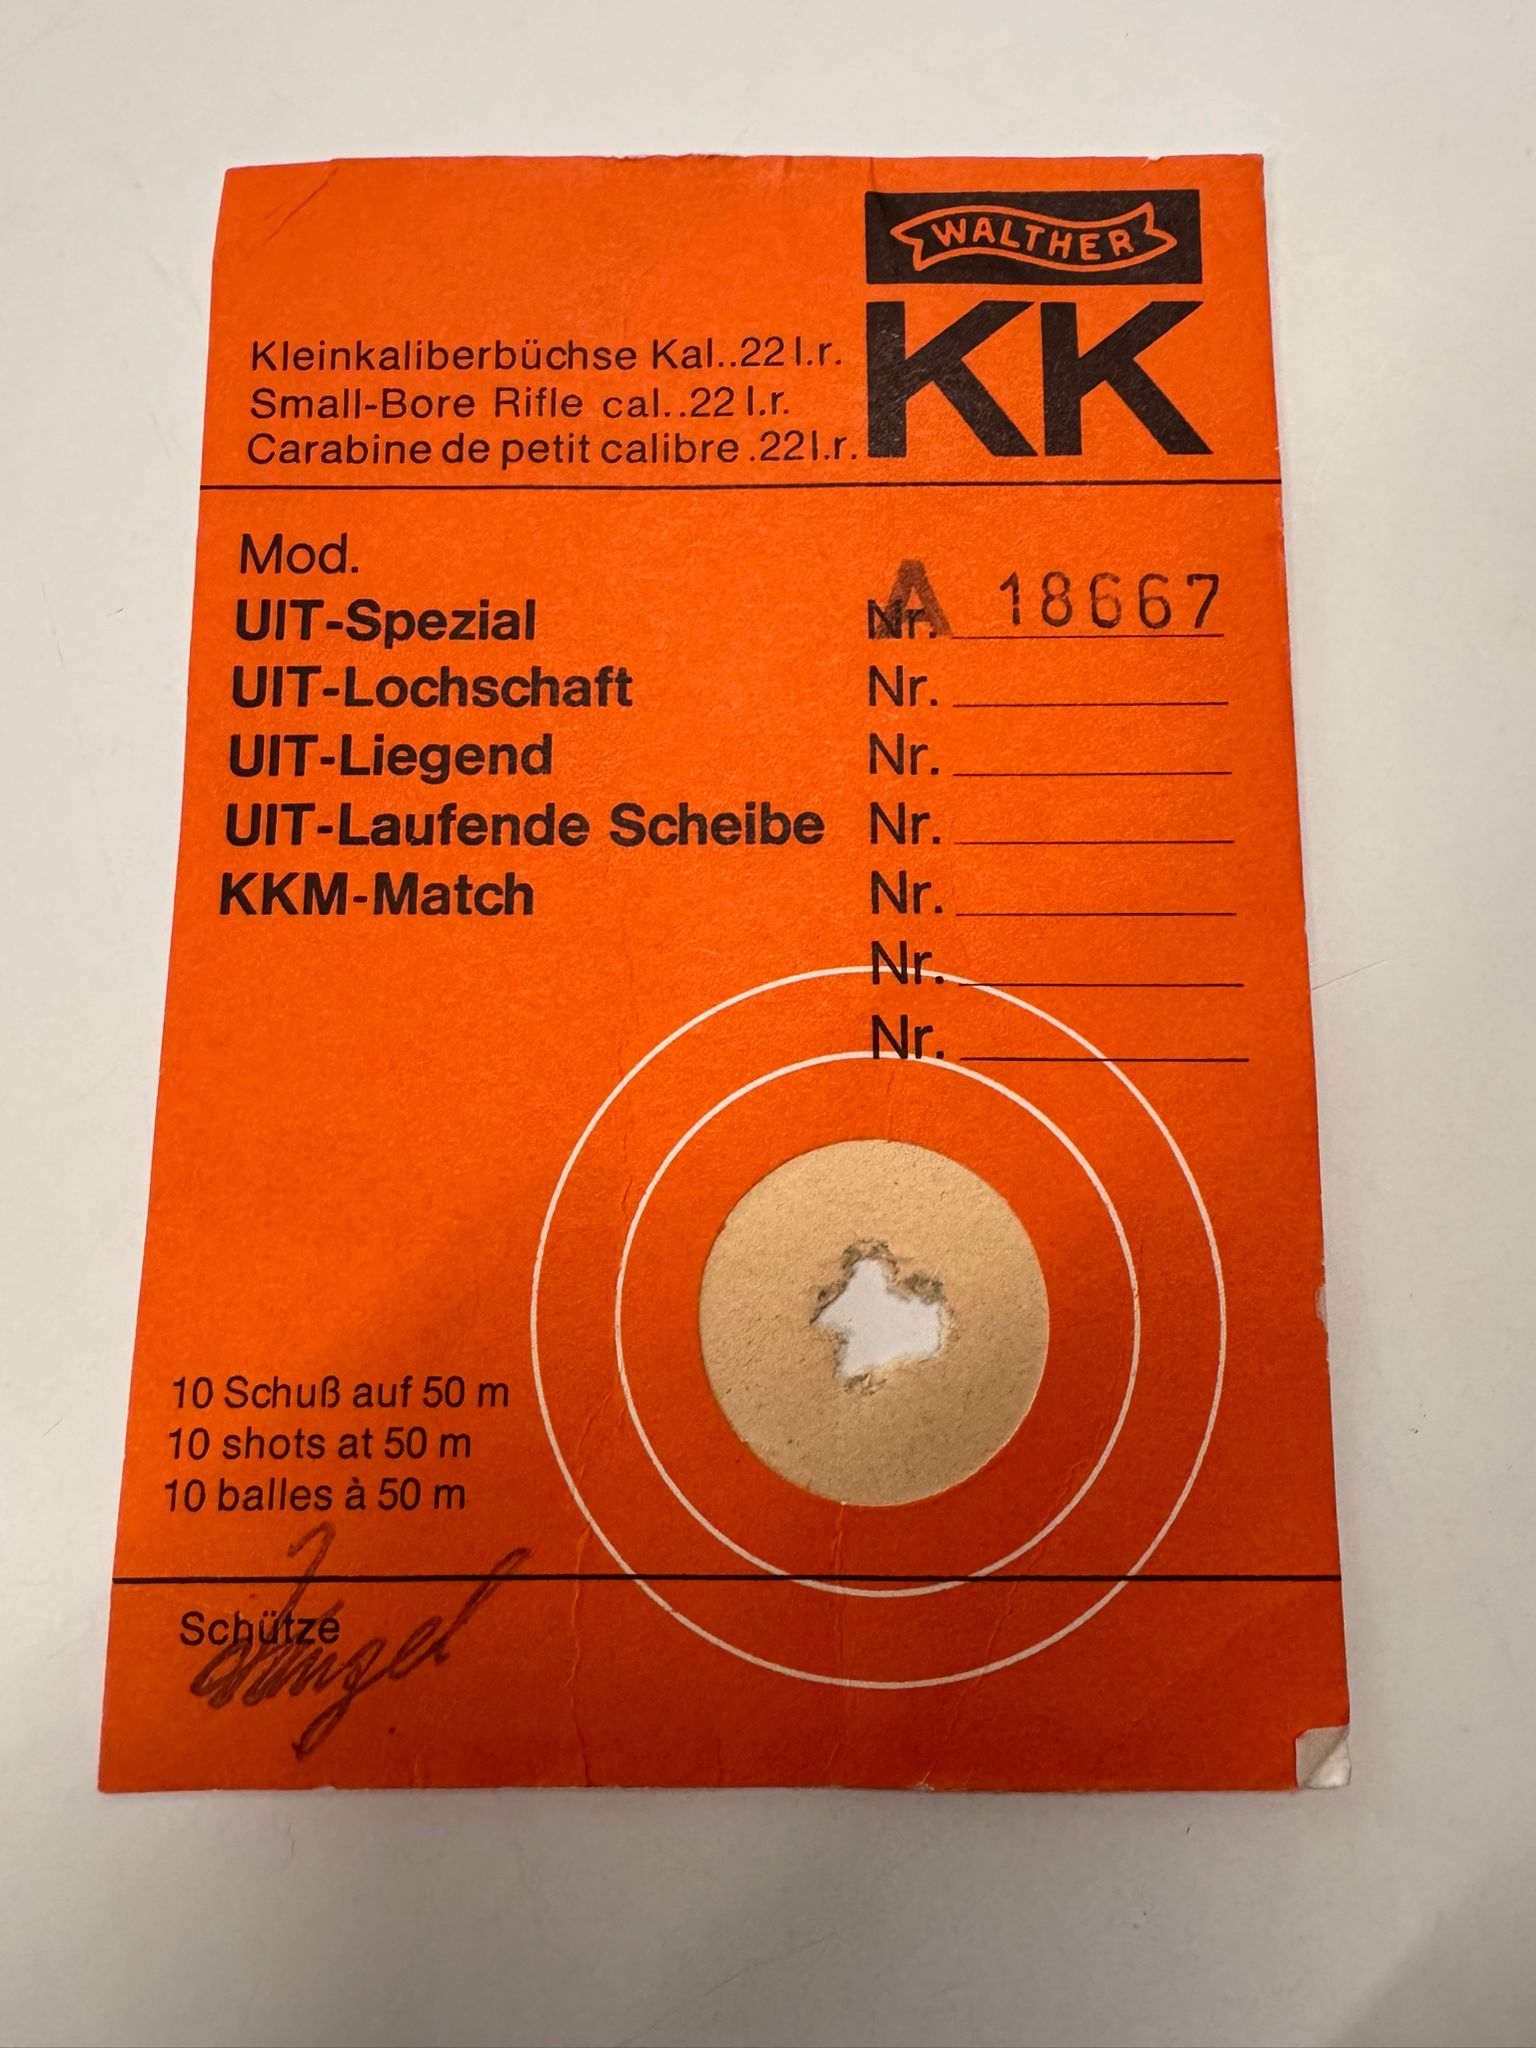 WALTHER
KK
Kleinkaliberbüchse Kal..22 l.r.
Small-Bore Rifle cal..22 l.r.
Carabine de petit calibre .22 l.r.
Mod.
UIT-Spezial Nr. A 18667
UIT-Lochschaft Nr.
UIT-Liegend Nr.
UIT-Laufende Scheibe Nr.
KKM-Match Nr.
Nr.
Nr.
10 Schuß auf 50 m
10 shots at 50 m
10 balles à 50 m
Schütze